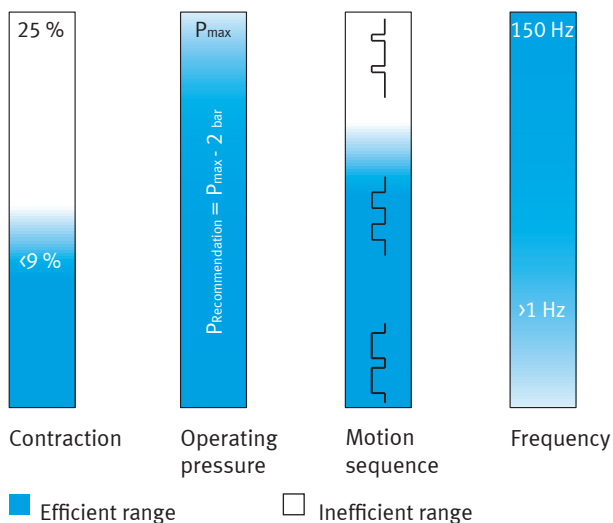 25 %
Pmax
150 Hz
PRecommendation = Pmax - 2 bar
<9 %
>1 Hz
Contraction
Operating
pressure
Motion
sequence
Frequency
Efficient range
Inefficient range